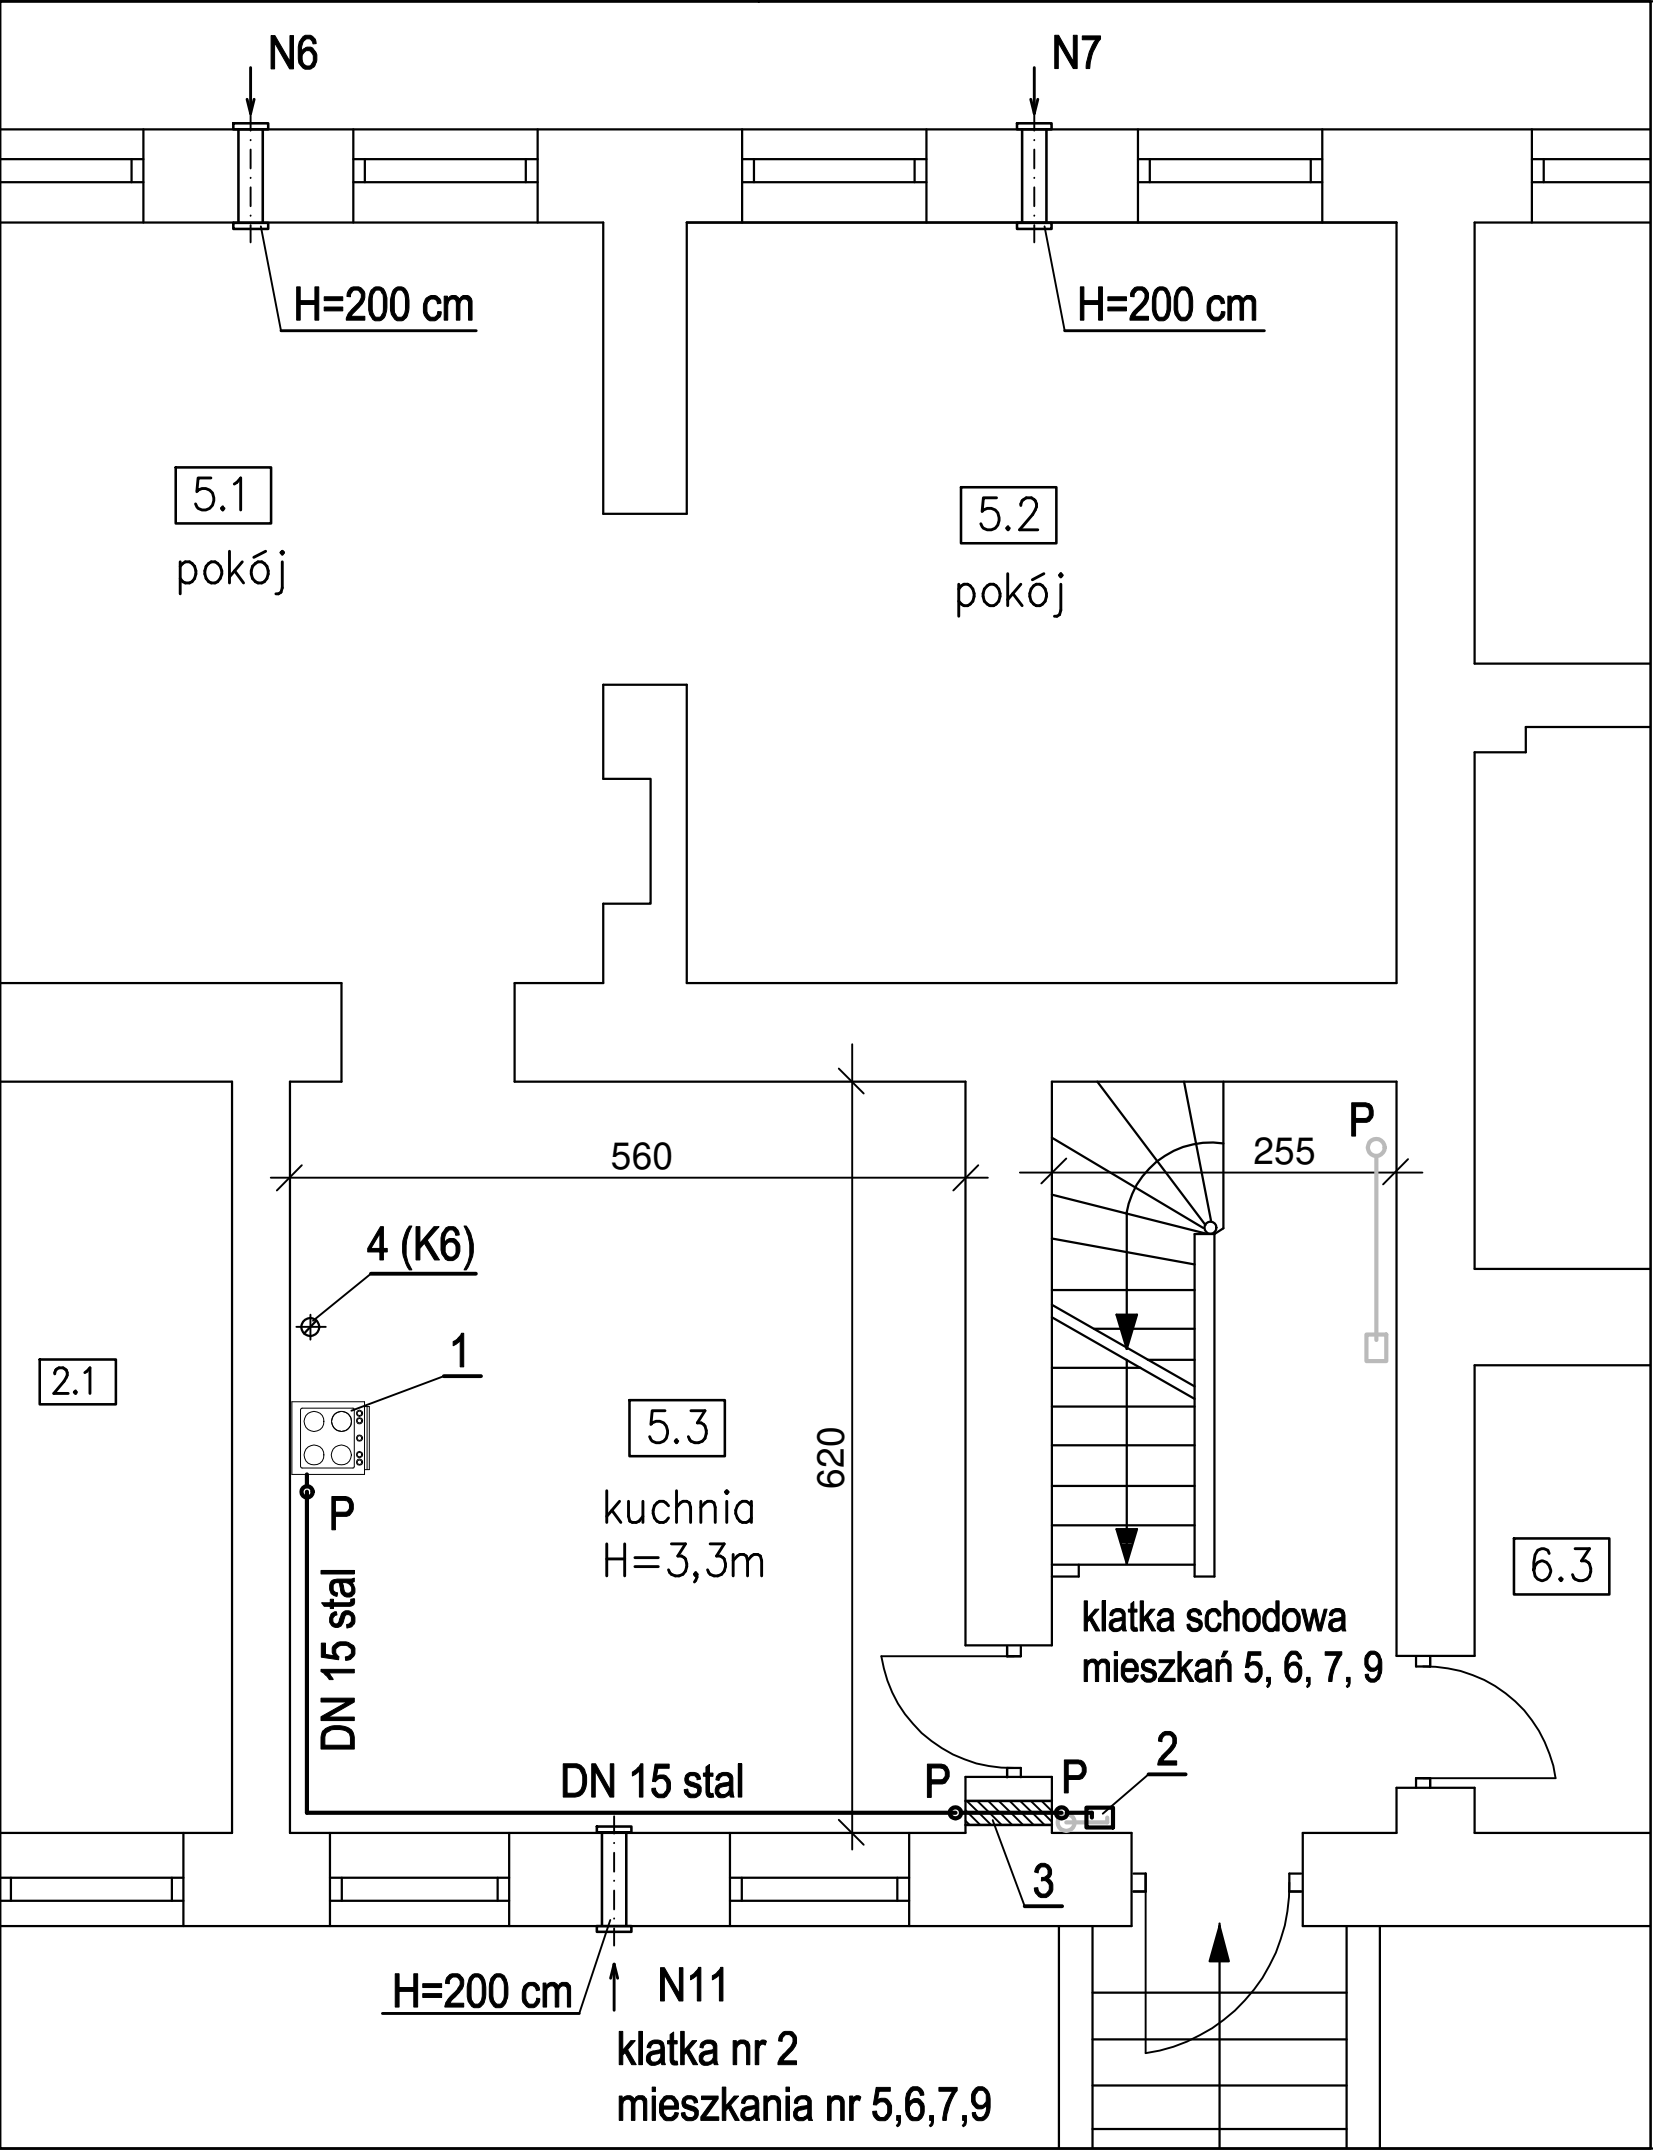 N6
N7
H=200 cm
H=200 cm
5.1
pokój
5.2
pokój
560
255
P
4 (K6)
1
2.1
5.3
kuchnia
H=3,3m
620
P
DN 15 stal
6.3
klatka schodowa
mieszkań 5, 6, 7, 9
DN 15 stal
P
P
2
3
H=200 cm
N11
klatka nr 2
mieszkania nr 5,6,7,9